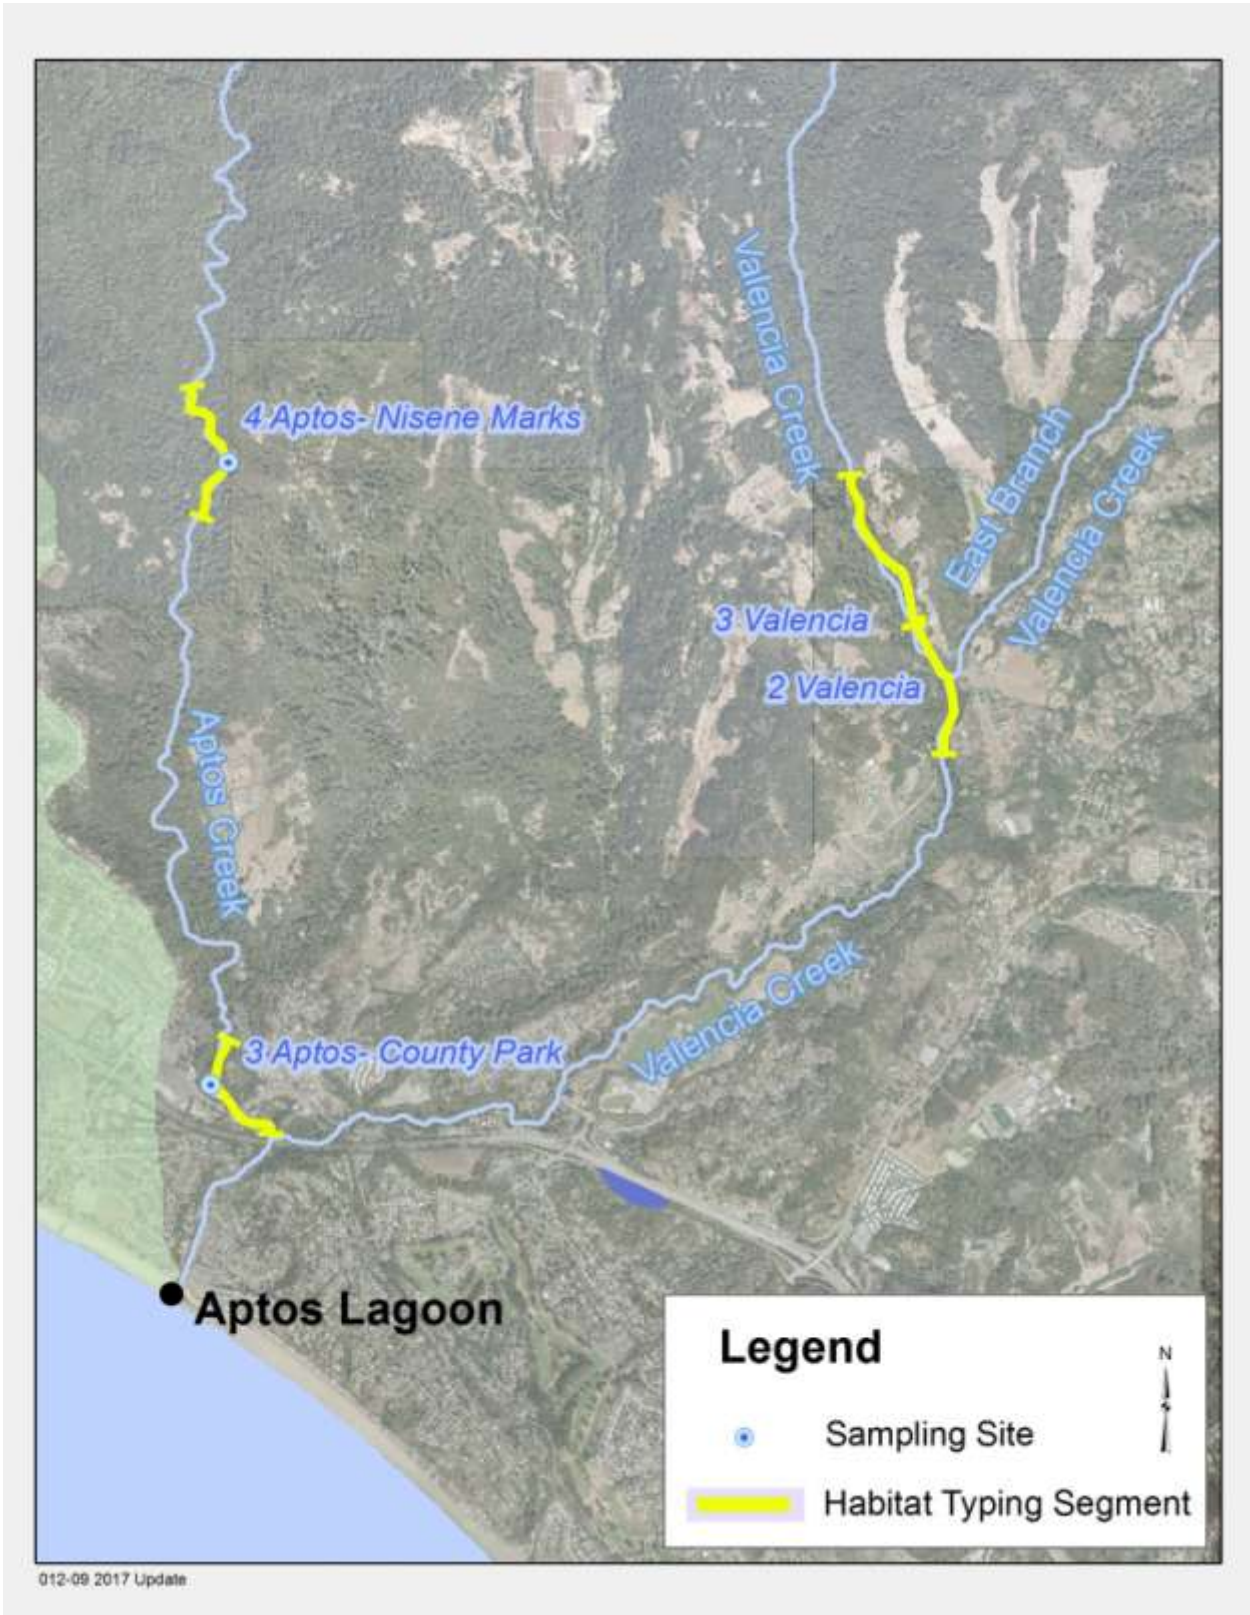 Valencia Creek
4 Aptos- Nisene Marks
East Branch
Valencia Creek
3 Valencia
2 Valencia
Aptos Creek
Valencia Creek
3 Aptos- County Park
Aptos Lagoon
Legend
N
Sampling Site
Habitat Typing Segment
012-09 2017 Update